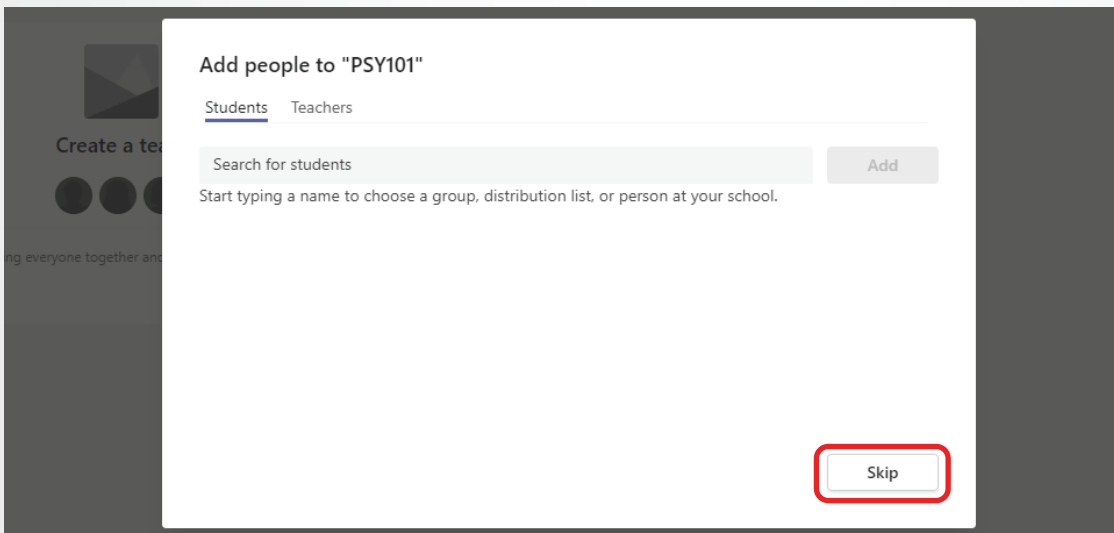 Add people to "PSY101"
Students Teachers
Create a tea
Search for students
Add
Start typing a name to choose a group, distribution list, or person at your school.
ng everyone together and
Skip